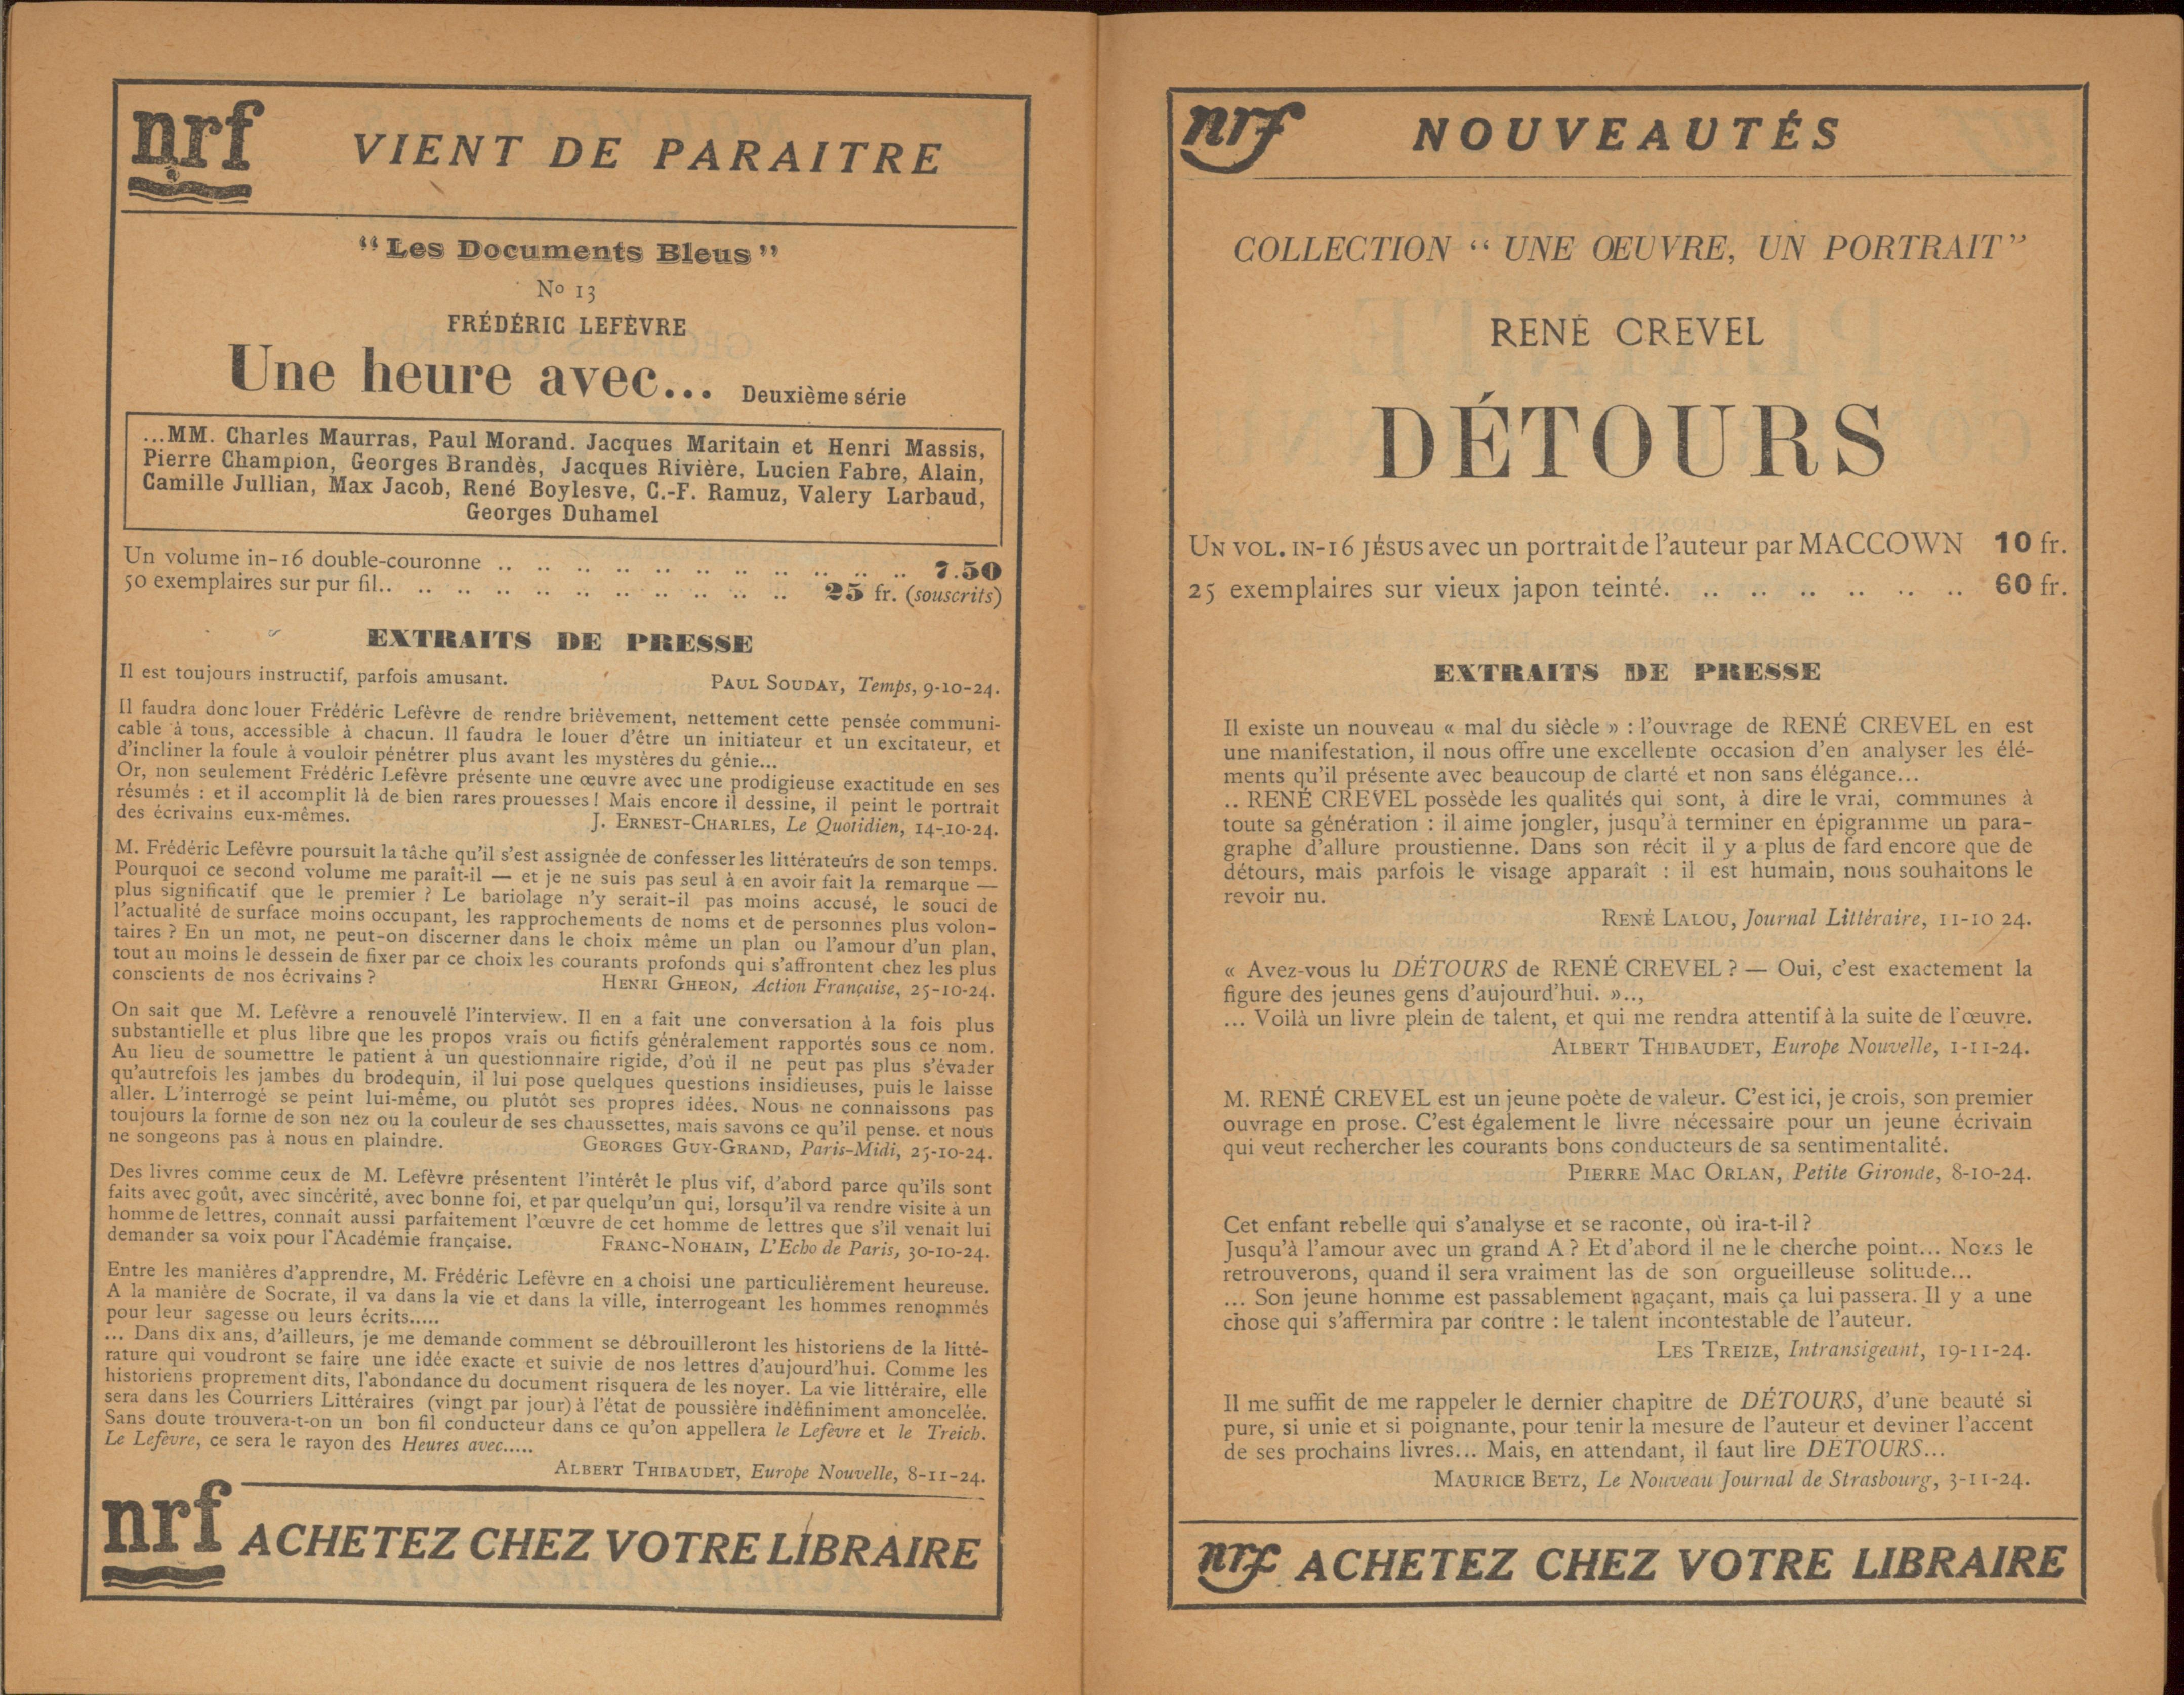 nrf
VIENT DE PARAITRE
“Les Documents Bleus”
No 13
FRÉDÉRIC LEFÈVRE
Une heure avec... Deuxième série
...MM. Charles Maurras, Paul Morand. Jacques Maritain et Henri Massis,
Pierre Champion, Georges Brandès, Jacques Rivière, Lucien Fabre, Alain,
Camille Jullian, Max Jacob, René Boylesve, C.-F. Ramuz, Valery Larbaud,
Georges Duhamel
Un volume in-16 double-couronne .. .. .. .. .. .. .. .. .. .. .. 7.50
50 exemplaires sur pur fil.. .. .. .. .. .. .. .. .. .. .. 25 fr. (souscrits)
EXTRAITS DE PRESSE
Il est toujours instructif, parfois amusant.
PAUL SOUDAY, Temps, 9-10-24.
Il faudra donc louer Frédéric Lefèvre de rendre brièvement, nettement cette pensée communi-
cable à tous, accessible à chacun. Il faudra le louer d'être un initiateur et un excitateur, et
d'incliner la foule à vouloir pénétrer plus avant les mystères du génie...
Or, non seulement Frédéric Lefèvre présente une œuvre avec une prodigieuse exactitude en ses
résumés : et il accomplit là de bien rares prouesses ! Mais encore il dessine, il peint le portrait
des écrivains eux-mêmes.
J. ERNEST-CHARLES, Le Quotidien, 14-10-24.
M. Frédéric Lefèvre poursuit la tâche qu'il s'est assignée de confesser les littérateurs de son temps.
Pourquoi ce second volume me parait-il — et je ne suis pas seul à en avoir fait la remarque —
plus significatif que le premier ? Le bariolage n'y serait-il pas moins accusé, le souci de
l'actualité de surface moins occupant, les rapprochements de noms et de personnes plus volon-
taires ? En un mot, ne peut-on discerner dans le choix même un plan ou l'amour d'un plan,
tout au moins le dessein de fixer par ce choix les courants profonds qui s'affrontent chez les plus
conscients de nos écrivains ?
HENRI GHEON, Action Française, 25-10-24.
On sait que M. Lefèvre a renouvelé l'interview. Il en a fait une conversation à la fois plus
substantielle et plus libre que les propos vrais ou fictifs généralement rapportés sous ce nom.
Au lieu de soumettre le patient à un questionnaire rigide, d'où il ne peut pas plus s'évader
qu'autrefois les jambes du brodequin, il lui pose quelques questions insidieuses, puis le laisse
aller. L'interrogé se peint lui-même, ou plutôt ses propres idées. Nous ne connaissons pas
toujours la forme de son nez ou la couleur de ses chaussettes, mais savons ce qu'il pense. et nous
ne songeons pas à nous en plaindre.
GEORGES GUY-GRAND, Paris-Midi, 25-10-24.
Des livres comme ceux de M. Lefèvre présentent l'intérêt le plus vif, d'abord parce qu'ils sont
faits avec goût, avec sincérité, avec bonne foi, et par quelqu'un qui, lorsqu'il va rendre visite à un
homme de lettres, connaît aussi parfaitement l'œuvre de cet homme de lettres que s'il venait lui
demander sa voix pour l'Académie française.
FRANC-NOHAIN, L'Echo de Paris, 30-10-24.
Entre les manières d'apprendre, M. Frédéric Lefèvre en a choisi une particulièrement heureuse.
A la manière de Socrate, il va dans la vie et dans la ville, interrogeant les hommes renommés
pour leur sagesse ou leurs écrits.....
... Dans dix ans, d'ailleurs, je me demande comment se débrouilleront les historiens de la litté-
rature qui voudront se faire une idée exacte et suivie de nos lettres d'aujourd'hui. Comme les
historiens proprement dits, l'abondance du document risquera de les noyer. La vie littéraire, elle
sera dans les Courriers Littéraires (vingt par jour) à l'état de poussière indéfiniment amoncelée.
Sans doute trouvera-t-on un bon fil conducteur dans ce qu'on appellera le Lefèvre et le Treich.
Le Lefèvre, ce sera le rayon des Heures avec.....
ALBERT THIBAUDET, Europe Nouvelle, 8-11-24.
nrf ACHETEZ CHEZ VOTRE LIBRAIRE
nrf
NOUVEAUTÉS
COLLECTION “ UNE ŒUVRE, UN PORTRAIT”
RENÉ CREVEL
DÉTOURS
UN VOL. IN-16 JÉSUS avec un portrait de l'auteur par MACCOWN 10 fr.
25 exemplaires sur vieux japon teinté. .. .. .. .. .. .. 60 fr.
EXTRAITS DE PRESSE
Il existe un nouveau « mal du siècle » : l'ouvrage de RENÉ CREVEL en est
une manifestation, il nous offre une excellente occasion d'en analyser les élé-
ments qu'il présente avec beaucoup de clarté et non sans élégance...
.. RENÉ CREVEL possède les qualités qui sont, à dire le vrai, communes à
toute sa génération : il aime jongler, jusqu'à terminer en épigramme un para-
graphe d'allure proustienne. Dans son récit il y a plus de fard encore que de
détours, mais parfois le visage apparaît : il est humain, nous souhaitons le
revoir nu.
RENÉ LALOU, Journal Littéraire, 11-10 24.
« Avez-vous lu DÉTOURS de RENÉ CREVEL ? — Oui, c'est exactement la
figure des jeunes gens d'aujourd'hui. »..,
... Voilà un livre plein de talent, et qui me rendra attentif à la suite de l'œuvre.
ALBERT THIBAUDET, Europe Nouvelle, 1-11-24.
M. RENÉ CREVEL est un jeune poète de valeur. C'est ici, je crois, son premier
ouvrage en prose. C'est également le livre nécessaire pour un jeune écrivain
qui veut rechercher les courants bons conducteurs de sa sentimentalité.
PIERRE MAC ORLAN, Petite Gironde, 8-10-24.
Cet enfant rebelle qui s'analyse et se raconte, où ira-t-il ?
Jusqu'à l'amour avec un grand A ? Et d'abord il ne le cherche point... Nous le
retrouverons, quand il sera vraiment las de son orgueilleuse solitude...
... Son jeune homme est passablement agaçant, mais ça lui passera. Il y a une
chose qui s'affermira par contre : le talent incontestable de l'auteur.
LES TREIZE, Intransigeant, 19-11-24.
Il me suffit de me rappeler le dernier chapitre de DÉTOURS, d'une beauté si
pure, si unie et si poignante, pour tenir la mesure de l'auteur et deviner l'accent
de ses prochains livres... Mais, en attendant, il faut lire DÉTOURS...
MAURICE BETZ, Le Nouveau Journal de Strasbourg, 3-11-24.
nrf ACHETEZ CHEZ VOTRE LIBRAIRE